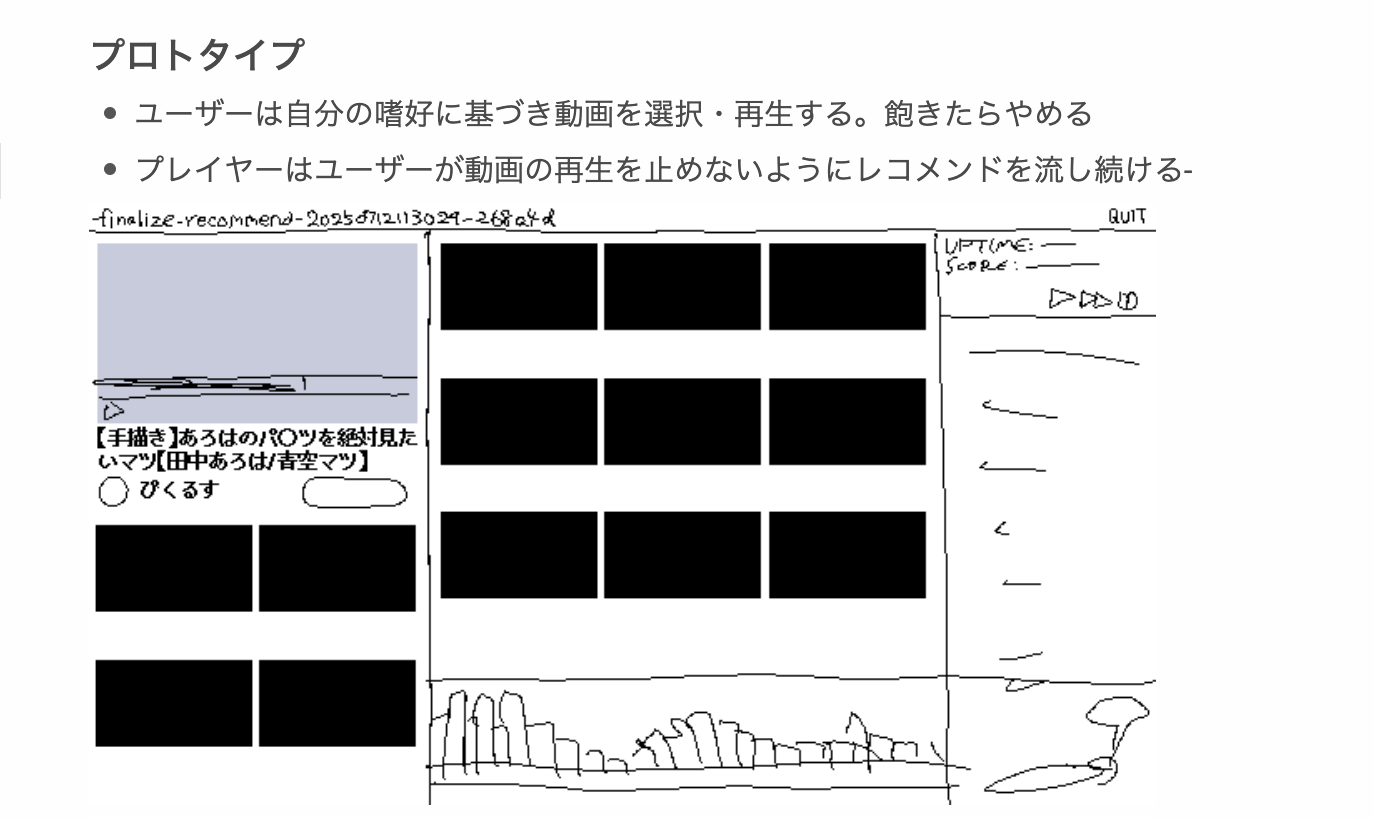 プロトタイプ
ユーザーは自分の嗜好に基づき動画を選択・再生する。飽きたらやめる
プレイヤーはユーザーが動画の再生を止めないようにレコメンドを流し続ける-
-finalize-recommend-20250712113029-268a4d
QUIT
UPTIME:
SCORE:
【手描き】あろはのパ〇ツを絶対見た
いマツ【田中あろは/青空マツ】
ぴくるす